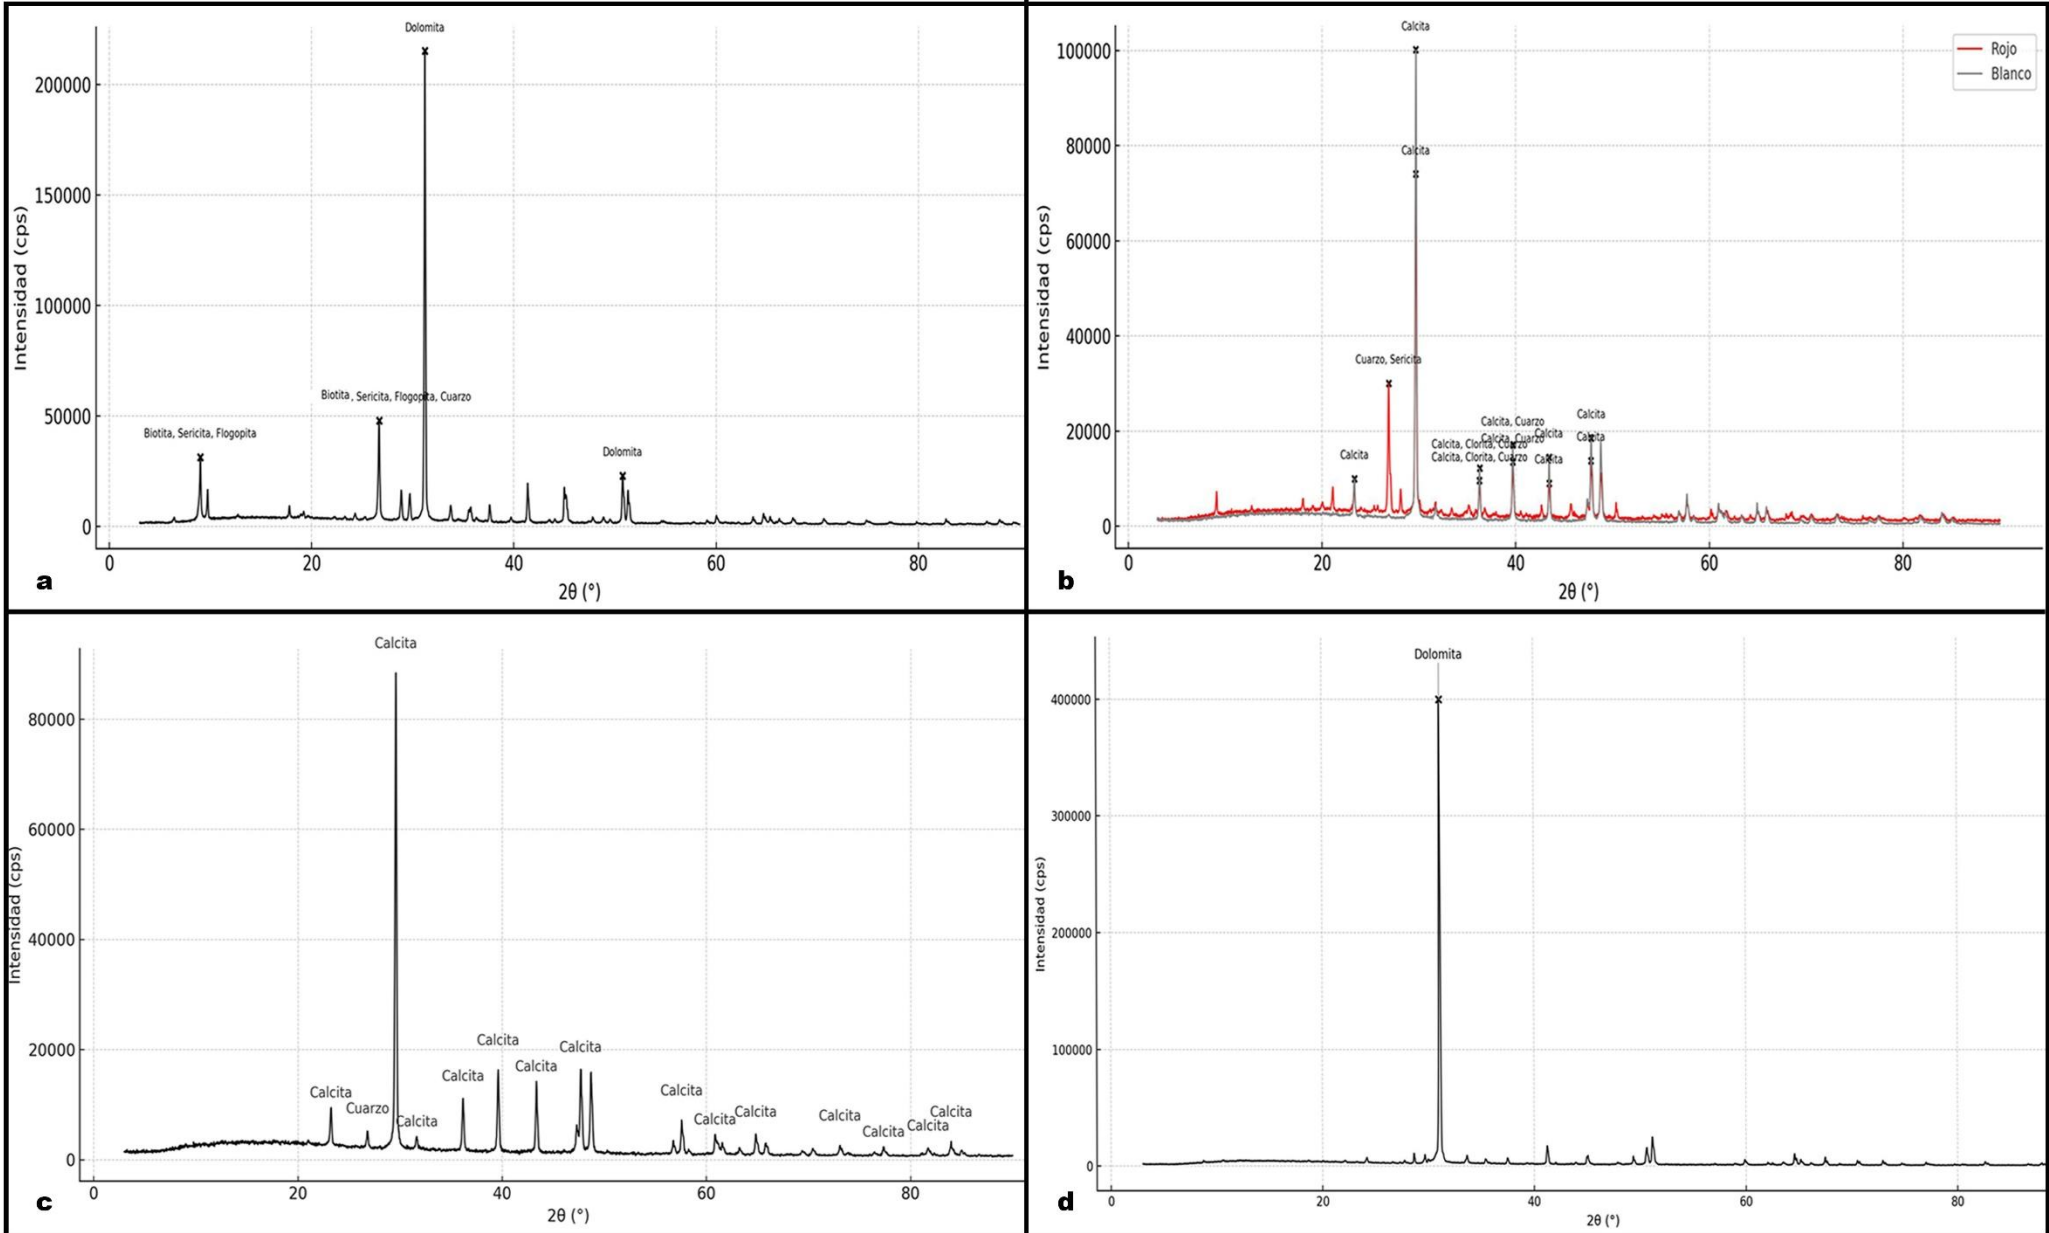 Dolomita
200000
150000
100000
50000
0
Intensidad (cps)
Biotita, Sericita, Flogopita, Cuarzo
Biotita, Sericita, Flogopita
Dolomita
0 20 40 60 80
2θ (°)
a
Calcita
Rojo
Blanco
100000
80000
60000
40000
20000
0
Intensidad (cps)
Calcita
Cuarzo, Sericita
Calcita
Calcita, Cuarzo
Calcita
Calcita, Cuarzo
Calcita
Calcita, Clorita, Cuarzo
Calcita
Calcita, Clorita, Cuarzo
Calcita
0 20 40 60 80
2θ (°)
b
Calcita
80000
60000
40000
20000
0
Intensidad (cps)
Calcita
Cuarzo
Calcita
Calcita
Calcita
Calcita
Calcita
Calcita
Calcita
Calcita
Calcita
Calcita
Calcita
Calcita
0 20 40 60 80
2θ (°)
c
Dolomita
400000
300000
200000
100000
0
Intensidad (cps)
0 20 40 60 80
2θ (°)
d